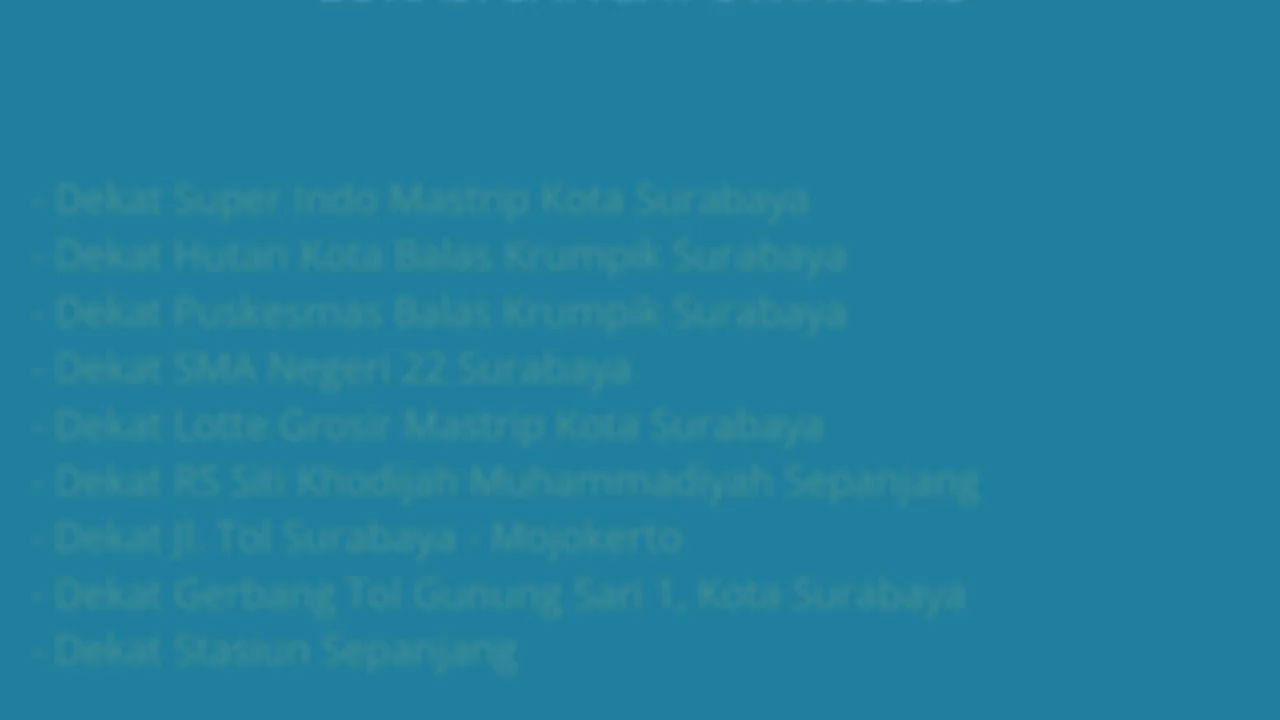 - Dekat Super Indo Mastrip Kota Surabaya
- Dekat Hutan Kota Balas Krumpik Surabaya
- Dekat Puskesmas Balas Krumpik Surabaya
- Dekat SMA Negeri 22 Surabaya
- Dekat Lotte Grosir Mastrip Kota Surabaya
- Dekat RS Siti Khodijah Muhammadiyah Sepanjang
- Dekat Jl. Tol Surabaya - Mojokerto
- Dekat Gerbang Tol Gunung Sari 1, Kota Surabaya
- Dekat Stasiun Sepanjang